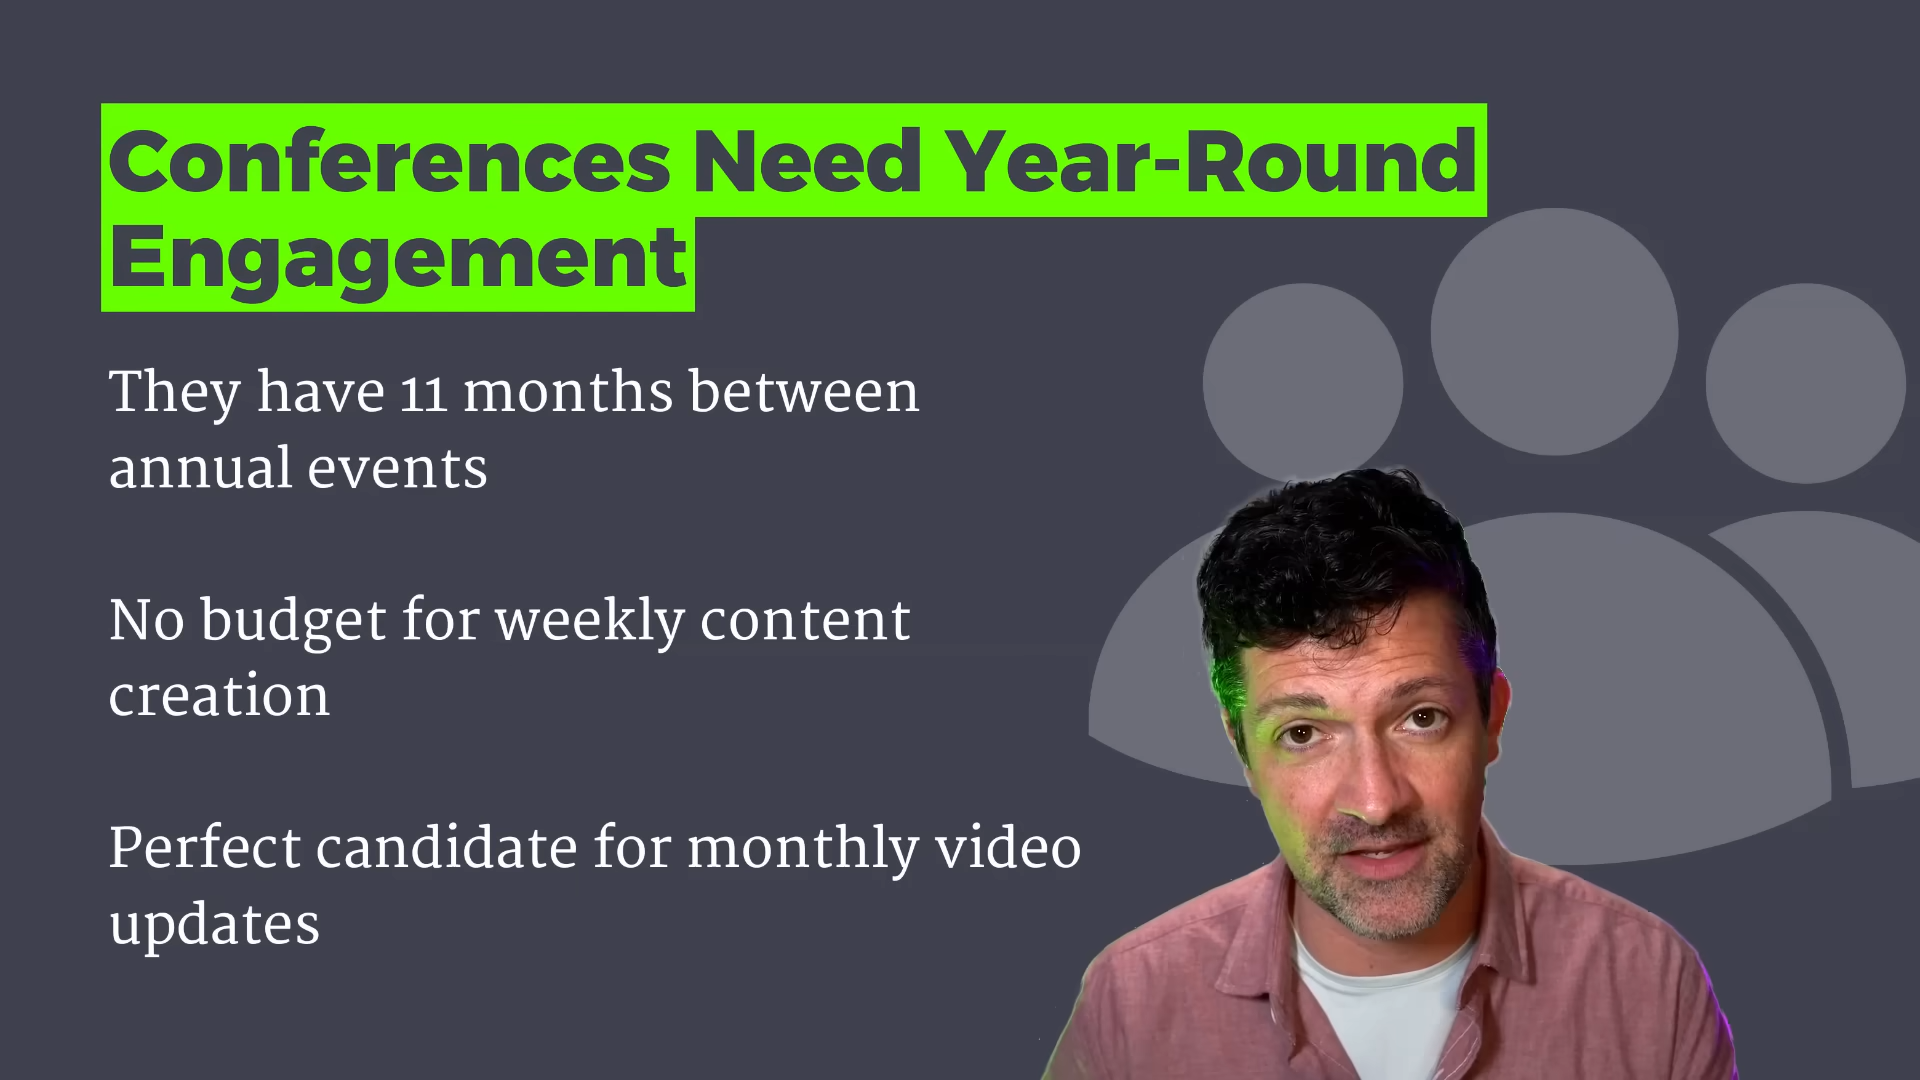 Conferences Need Year-Round
Engagement
They have 11 months between
annual events
No budget for weekly content
creation
Perfect candidate for monthly video
updates